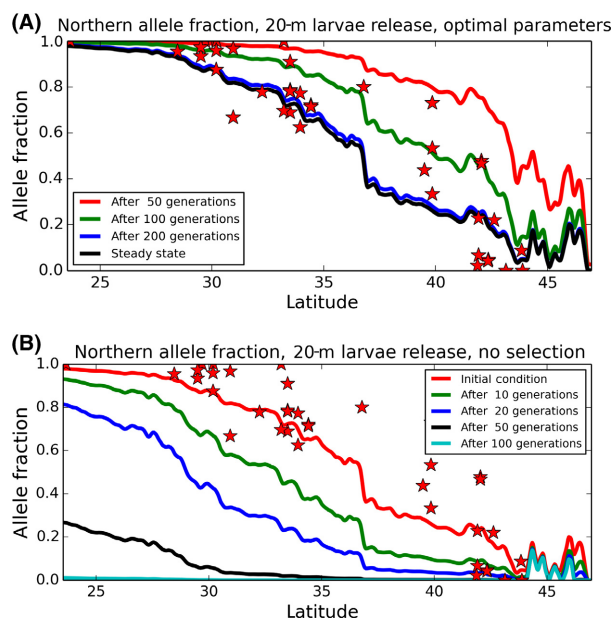 (A)
Northern allele fraction, 20-m larvae release, optimal parameters
1.0
0.8
0.6
0.4
0.2
0.0
Allele fraction
After 50 generations
After 100 generations
After 200 generations
Steady state
25 30 35 40 45
Latitude
(B)
Northern allele fraction, 20-m larvae release, no selection
1.0
0.8
0.6
0.4
0.2
0.0
Allele fraction
Initial condition
After 10 generations
After 20 generations
After 50 generations
After 100 generations
25 30 35 40 45
Latitude